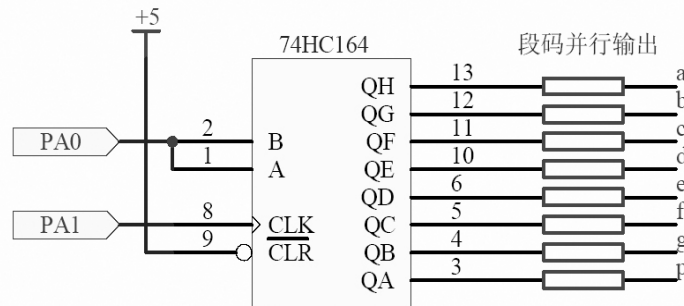 +5
74HC164
段码并行输出
QH 13 a
QG 12 b
PA0 2 B QF 11 c
1 A QE 10 d
QD 6 e
PA1 8 CLK QC 5 f
9 CLR QB 4 g
QA 3 p